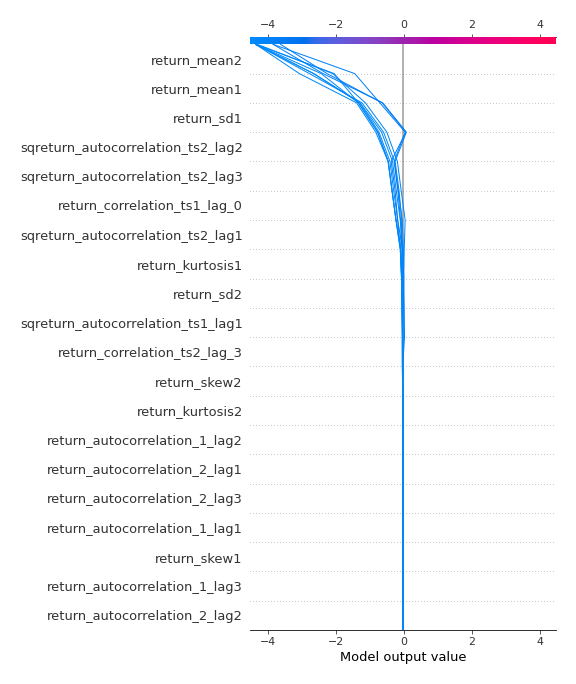 −4 −2 0 2 4
return_mean2
return_mean1
return_sd1
sqreturn_autocorrelation_ts2_lag2
sqreturn_autocorrelation_ts2_lag3
return_correlation_ts1_lag_0
sqreturn_autocorrelation_ts2_lag1
return_kurtosis1
return_sd2
sqreturn_autocorrelation_ts1_lag1
return_correlation_ts2_lag_3
return_skew2
return_kurtosis2
return_autocorrelation_1_lag2
return_autocorrelation_2_lag1
return_autocorrelation_2_lag3
return_autocorrelation_1_lag1
return_skew1
return_autocorrelation_1_lag3
return_autocorrelation_2_lag2
−4 −2 0 2 4
Model output value